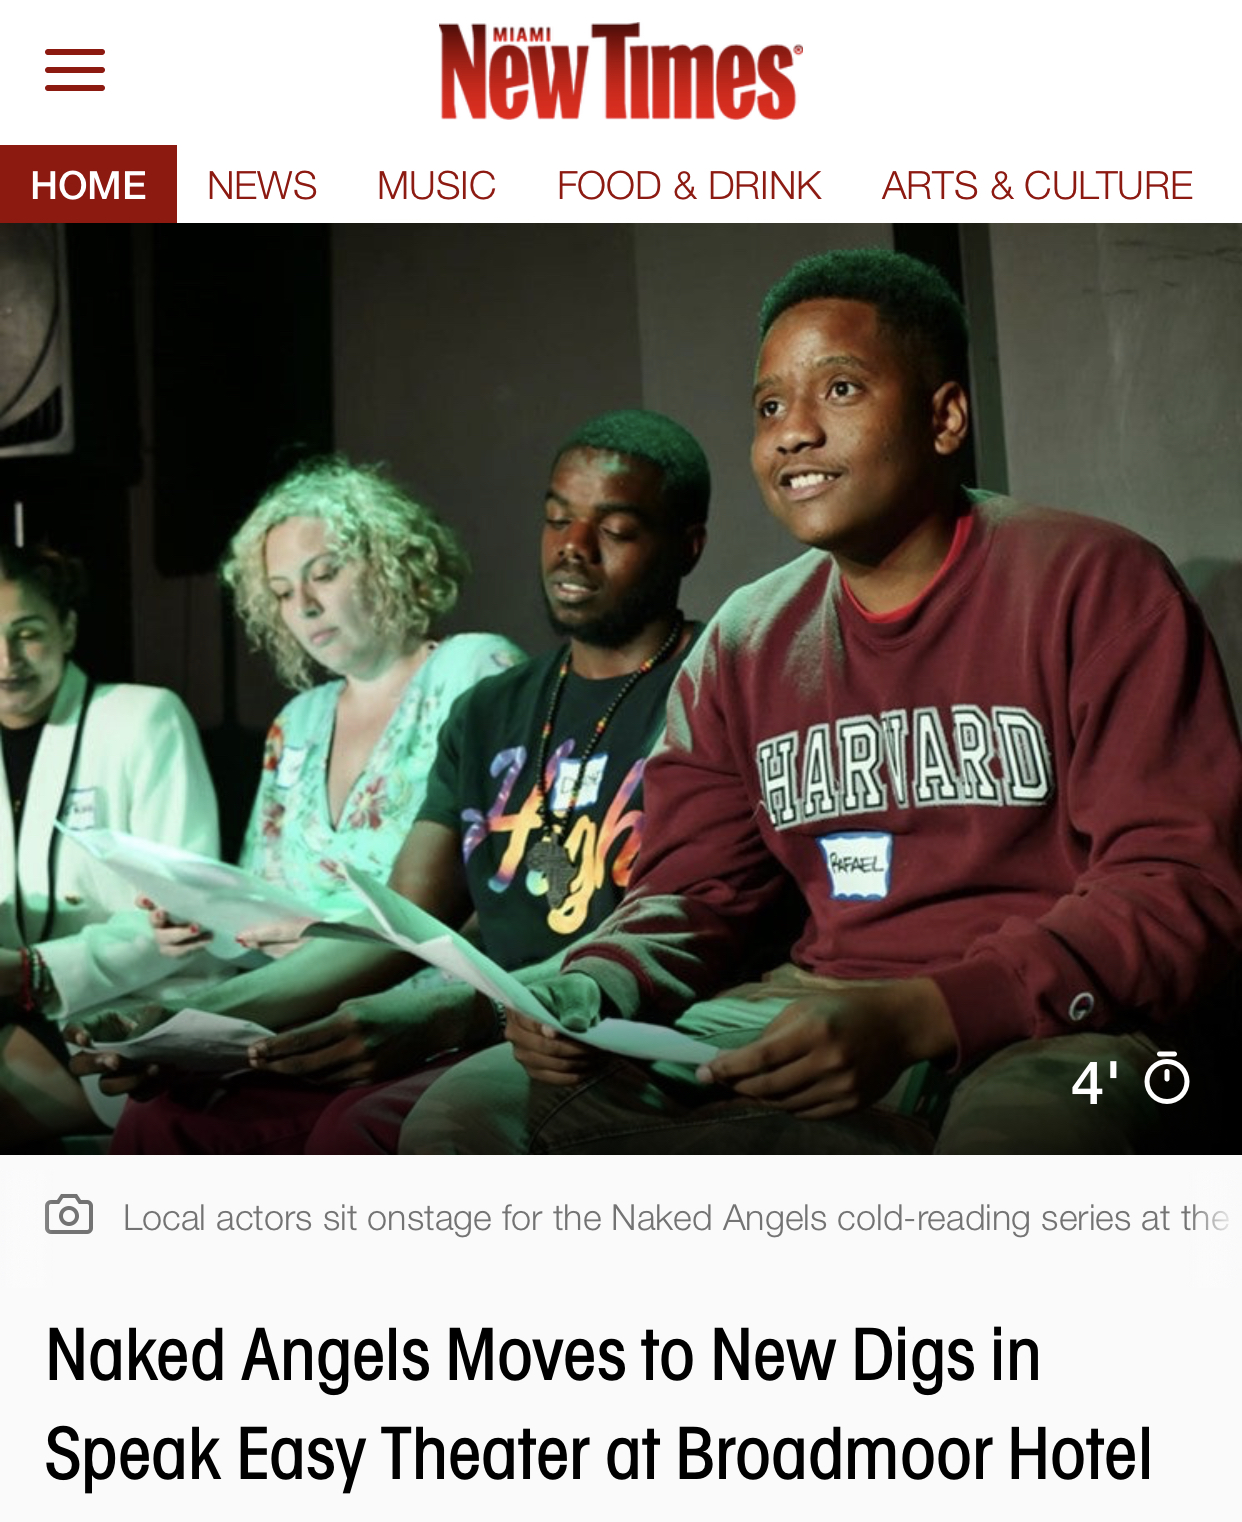 MIAMI
New Times®
HOME NEWS MUSIC FOOD & DRINK ARTS & CULTURE
HARVARD
RAFAEL
High
4'
Local actors sit onstage for the Naked Angels cold-reading series at the
Naked Angels Moves to New Digs in
Speak Easy Theater at Broadmoor Hotel